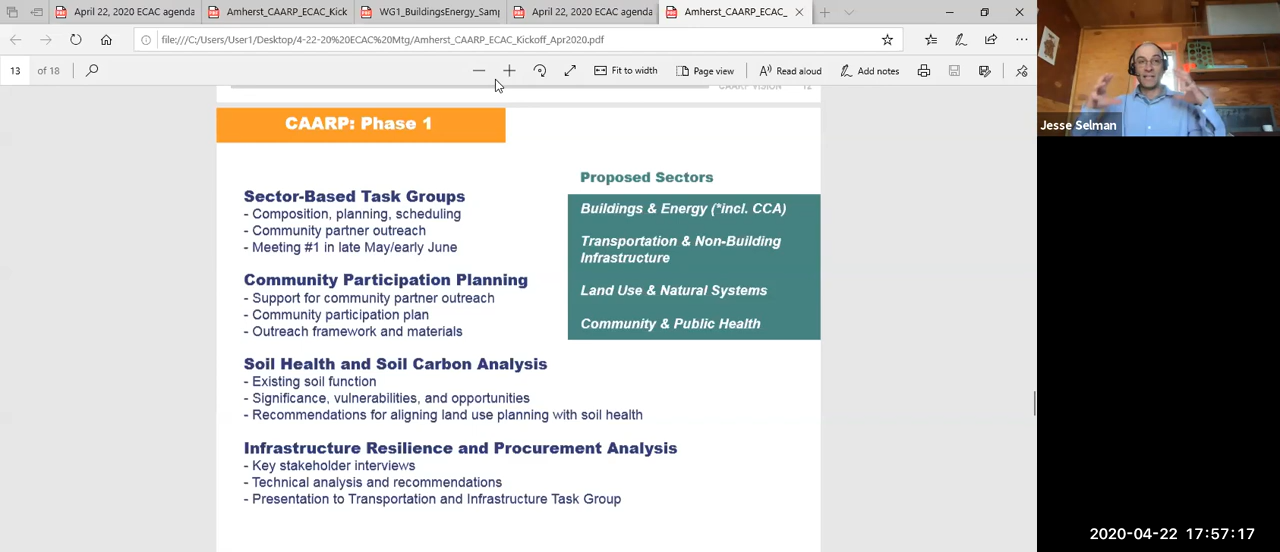 April 22, 2020 ECAC agenda
Amherst_CAARP_ECAC_Kick
WG1_BuildingsEnergy_Samp
April 22, 2020 ECAC agenda
Amherst_CAARP_ECAC_
file:///C:/Users/User1/Desktop/4-22-20%20ECAC%20Mtg/Amherst_CAARP_ECAC_Kickoff_Apr2020.pdf
13 of 18
Fit to width
Page view
Read aloud
Add notes
CAARP VISION 12
Jesse Selman
CAARP: Phase 1
Proposed Sectors
Buildings & Energy (*incl. CCA)
Transportation & Non-Building
Infrastructure
Land Use & Natural Systems
Community & Public Health
Sector-Based Task Groups
- Composition, planning, scheduling
- Community partner outreach
- Meeting #1 in late May/early June
Community Participation Planning
- Support for community partner outreach
- Community participation plan
- Outreach framework and materials
Soil Health and Soil Carbon Analysis
- Existing soil function
- Significance, vulnerabilities, and opportunities
- Recommendations for aligning land use planning with soil health
Infrastructure Resilience and Procurement Analysis
- Key stakeholder interviews
- Technical analysis and recommendations
- Presentation to Transportation and Infrastructure Task Group
2020-04-22 17:57:17